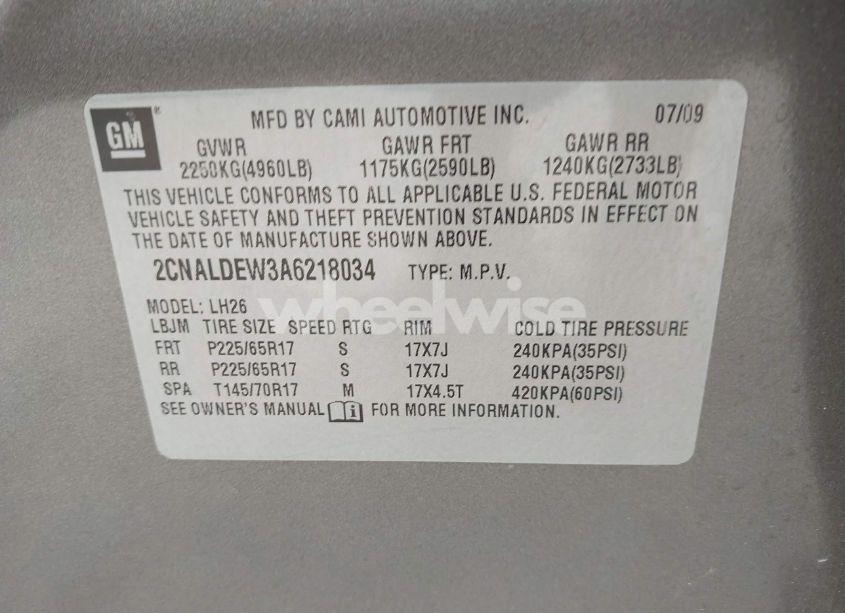 GM ® MFD BY CAMI AUTOMOTIVE INC. 07/09
GVWR GAWR FRT GAWR RR
2250KG(4960LB) 1175KG(2590LB) 1240KG(2733LB)
THIS VEHICLE CONFORMS TO ALL APPLICABLE U.S. FEDERAL MOTOR
VEHICLE SAFETY AND THEFT PREVENTION STANDARDS IN EFFECT ON
THE DATE OF MANUFACTURE SHOWN ABOVE.
2CNALDEW3A6218034 TYPE: M.P.V.
wheelwise
MODEL: LH26
LBJM TIRE SIZE SPEED RTG RIM COLD TIRE PRESSURE
FRT P225/65R17 S 17X7J 240KPA(35PSI)
RR P225/65R17 S 17X7J 240KPA(35PSI)
SPA T145/70R17 M 17X4.5T 420KPA(60PSI)
SEE OWNER'S MANUAL i FOR MORE INFORMATION.